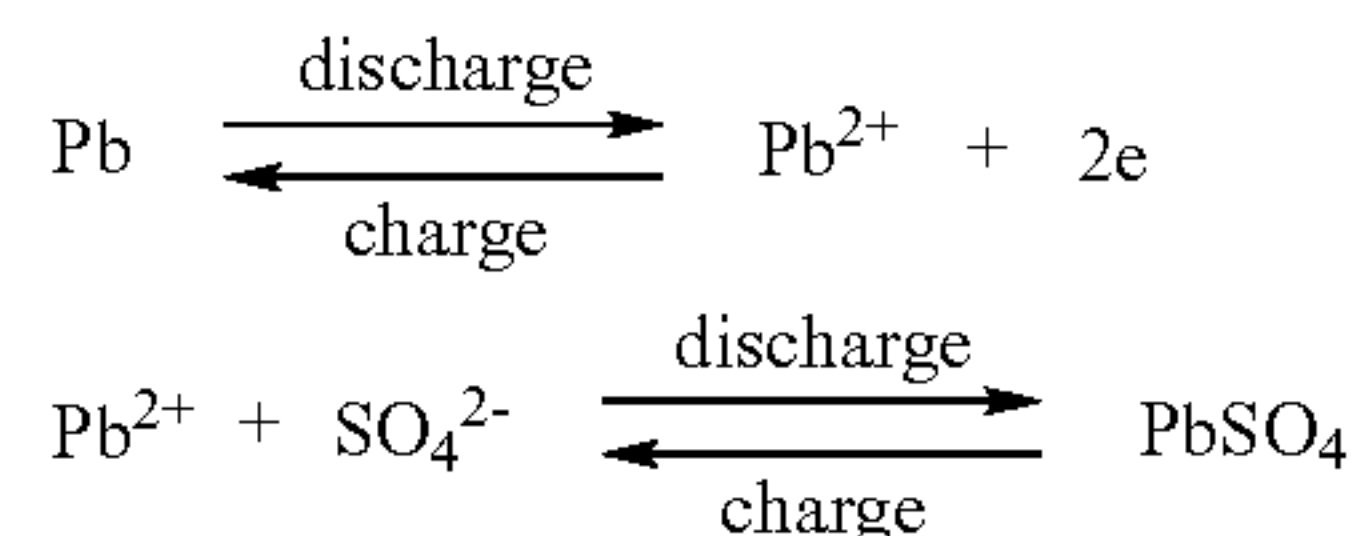 discharge
Pb ⇄ Pb²⁺ + 2e
charge
discharge
Pb²⁺ + SO₄²⁻ ⇄ PbSO₄
charge